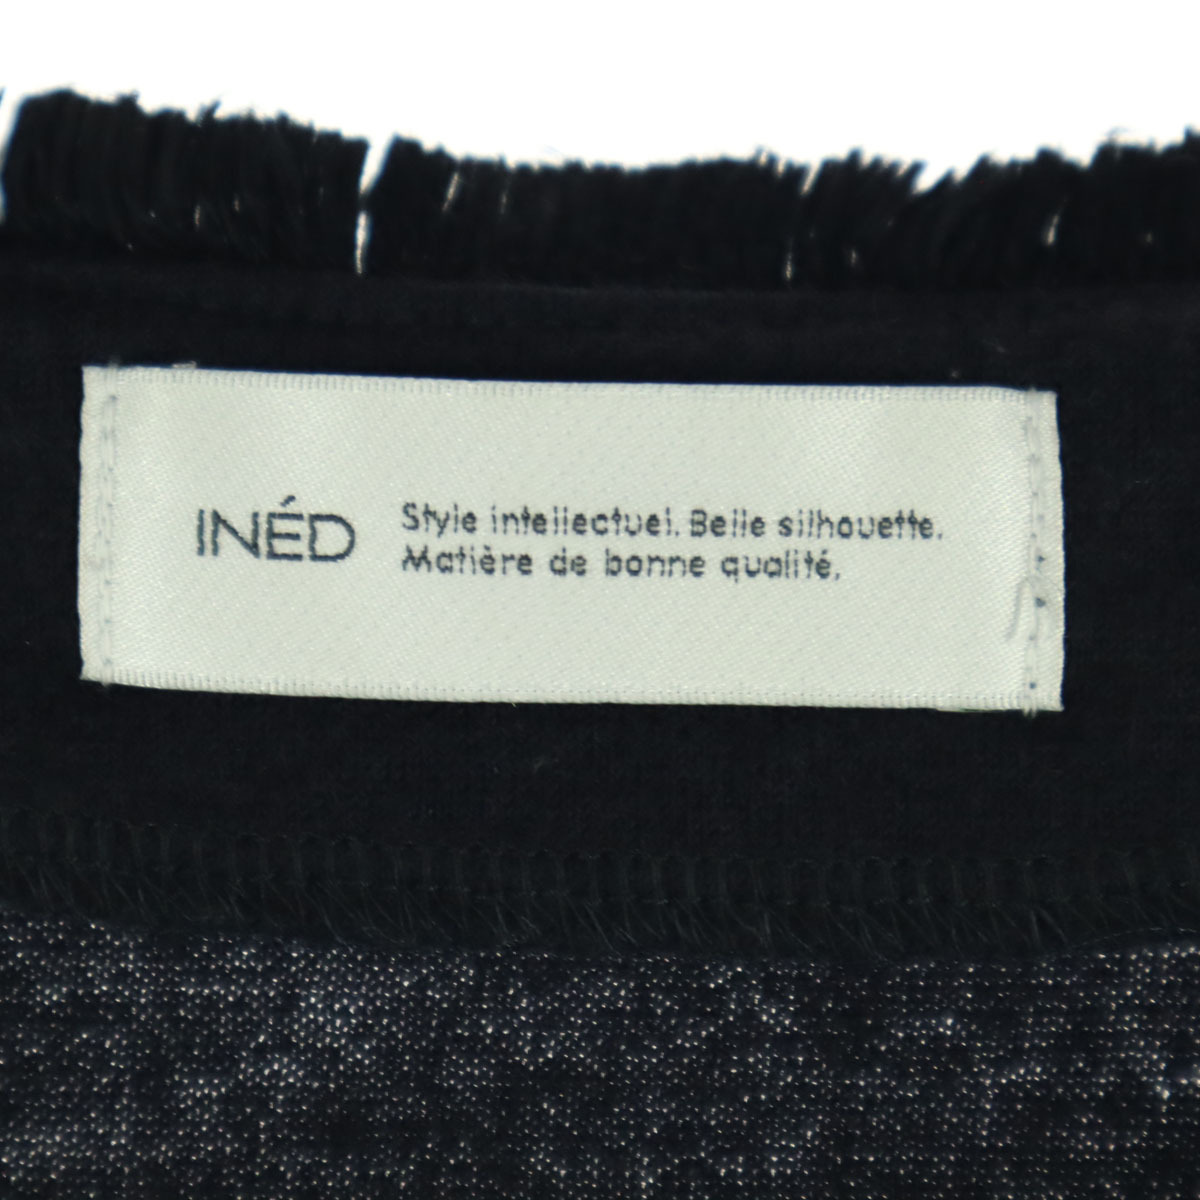 INÉD
Style intellectuel. Belle silhouette.
Matière de bonne qualité.